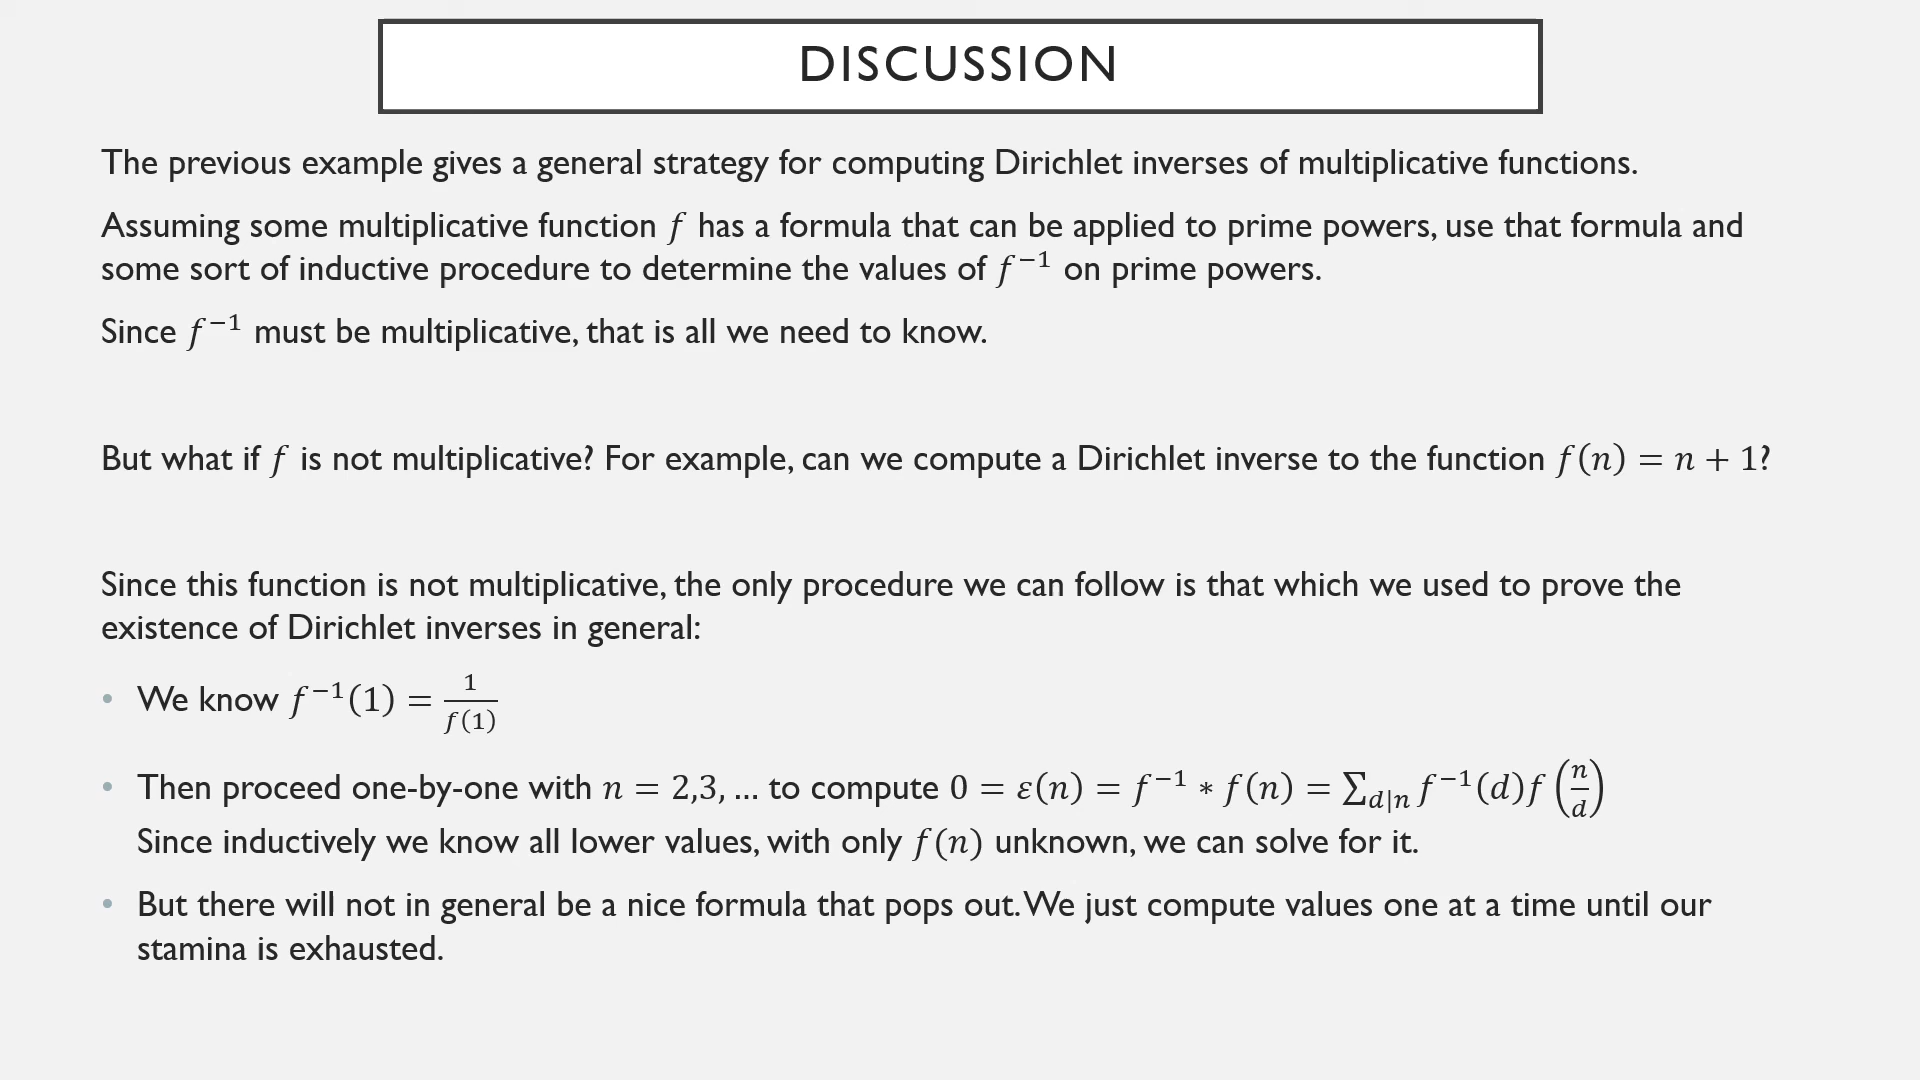 DISCUSSION
The previous example gives a general strategy for computing Dirichlet inverses of multiplicative functions.
Assuming some multiplicative function 𝑓 has a formula that can be applied to prime powers, use that formula and
some sort of inductive procedure to determine the values of 𝑓⁻¹ on prime powers.
Since 𝑓⁻¹ must be multiplicative, that is all we need to know.
But what if 𝑓 is not multiplicative? For example, can we compute a Dirichlet inverse to the function 𝑓(𝑛) = 𝑛 + 1?
Since this function is not multiplicative, the only procedure we can follow is that which we used to prove the
existence of Dirichlet inverses in general:
• We know 𝑓⁻¹(1) = 1/𝑓(1)
• Then proceed one-by-one with 𝑛 = 2,3, … to compute 0 = 𝜀(𝑛) = 𝑓⁻¹ ∗ 𝑓(𝑛) = ∑_{𝑑|𝑛} 𝑓⁻¹(𝑑)𝑓(𝑛/𝑑)
Since inductively we know all lower values, with only 𝑓(𝑛) unknown, we can solve for it.
• But there will not in general be a nice formula that pops out. We just compute values one at a time until our
stamina is exhausted.